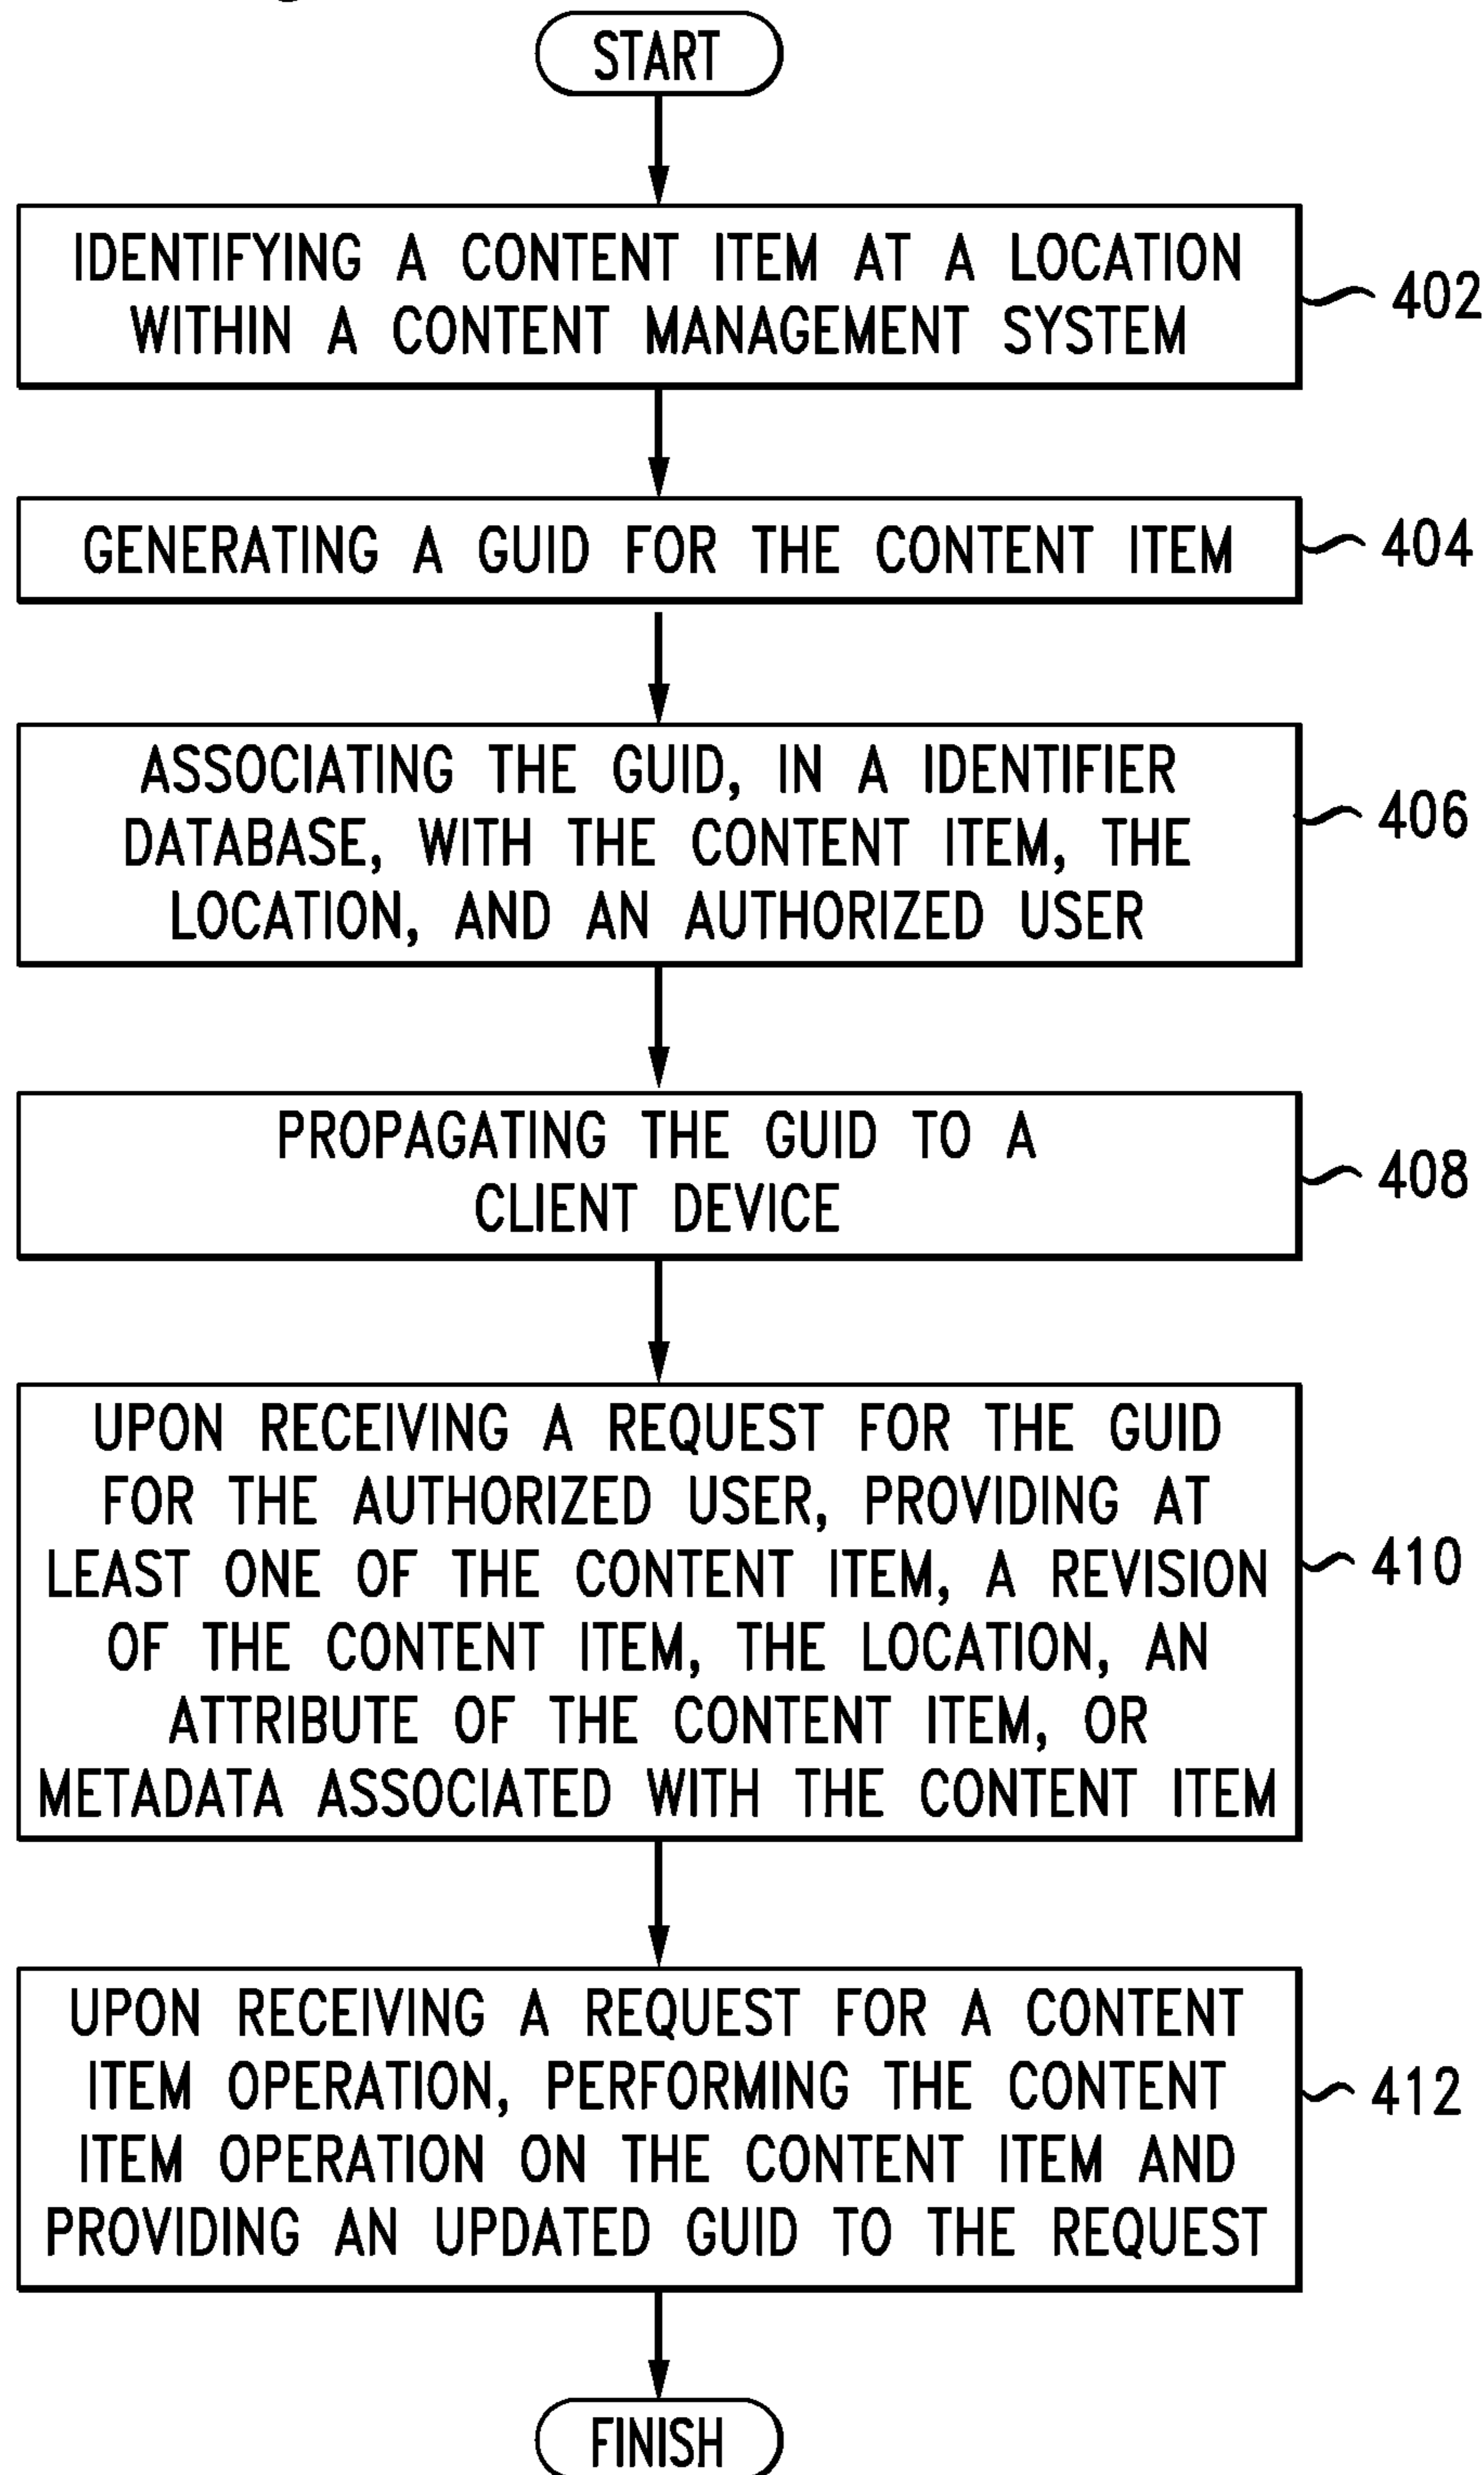 START
IDENTIFYING A CONTENT ITEM AT A LOCATION
WITHIN A CONTENT MANAGEMENT SYSTEM
402
GENERATING A GUID FOR THE CONTENT ITEM
404
ASSOCIATING THE GUID, IN A IDENTIFIER
DATABASE, WITH THE CONTENT ITEM, THE
LOCATION, AND AN AUTHORIZED USER
406
PROPAGATING THE GUID TO A
CLIENT DEVICE
408
UPON RECEIVING A REQUEST FOR THE GUID
FOR THE AUTHORIZED USER, PROVIDING AT
LEAST ONE OF THE CONTENT ITEM, A REVISION
OF THE CONTENT ITEM, THE LOCATION, AN
ATTRIBUTE OF THE CONTENT ITEM, OR
METADATA ASSOCIATED WITH THE CONTENT ITEM
410
UPON RECEIVING A REQUEST FOR A CONTENT
ITEM OPERATION, PERFORMING THE CONTENT
ITEM OPERATION ON THE CONTENT ITEM AND
PROVIDING AN UPDATED GUID TO THE REQUEST
412
FINISH